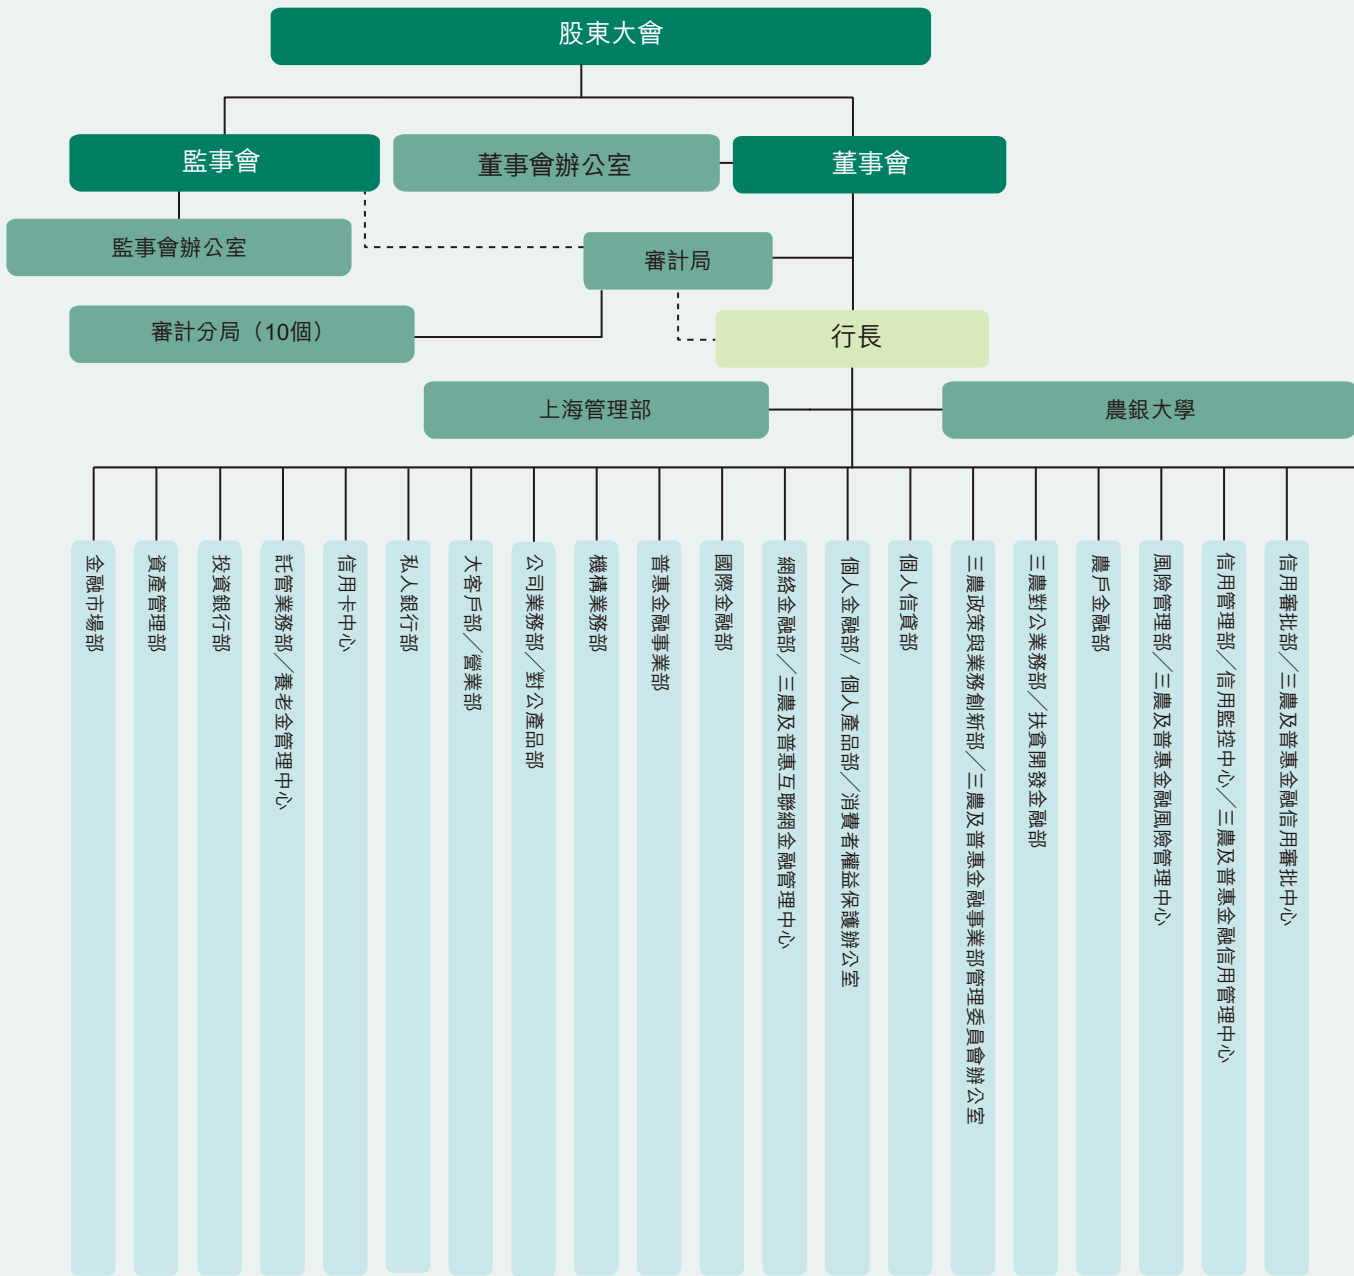 股東大會
監事會
董事會辦公室
董事會
監事會辦公室
審計局
審計分局（10個）
行長
上海管理部
農銀大學
金融市場部
資產管理部
投資銀行部
託管業務部╱養老金管理中心
信用卡中心
私人銀行部
大客戶部╱營業部
公司業務部╱對公產品部
機構業務部
普惠金融事業部
國際金融部
網絡金融部╱三農及普惠互聯網金融管理中心
個人金融部/ 個人產品部╱消費者權益保護辦公室
個人信貸部
三農政策與業務創新部╱三農及普惠金融事業部管理委員會辦公室
三農對公業務部╱扶貧開發金融部
農戶金融部
風險管理部╱三農及普惠金融風險管理中心
信用管理部╱信用監控中心╱三農及普惠金融信用管理中心
信用審批部╱三農及普惠金融信用審批中心